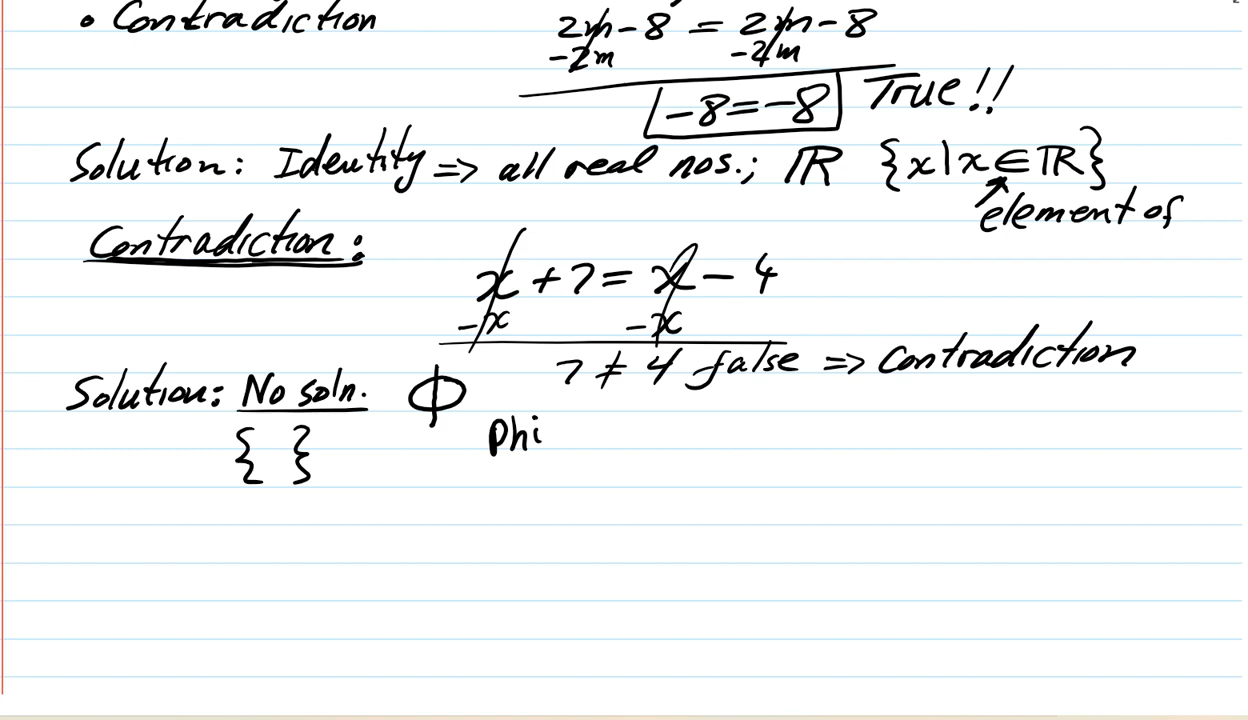 • Contradiction
2m - 8 = 2m - 8
-2m -2m
-8 = -8 True!!
Solution: Identity => all real nos.; ℝ {x|x ∈ ℝ}
element of
Contradiction:
x + 7 = x - 4
-x -x
7 ≠ 4 false => Contradiction
Solution: No soln. ϕ
{ } Phi